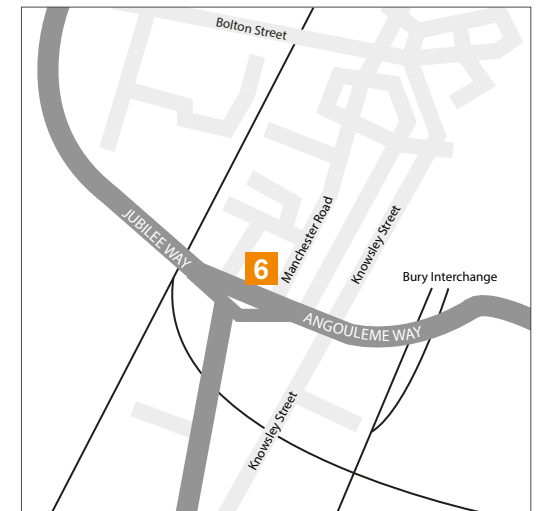 Bolton Street
JUBILEE WAY
6
Manchester Road
Knowsley Street
Bury Interchange
ANGOULEME WAY
Knowsley Street